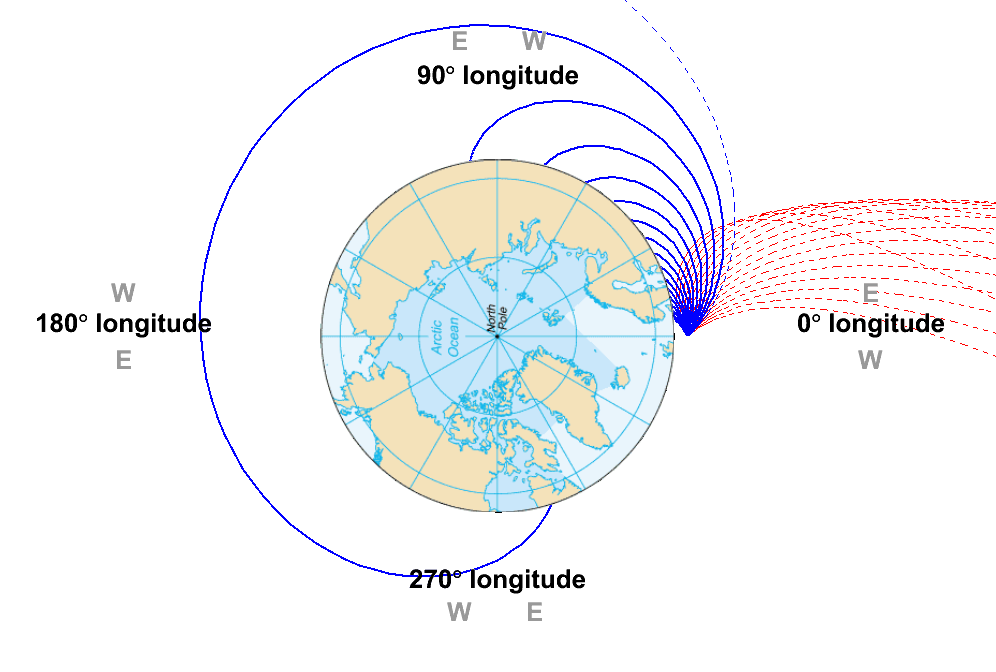 E W
90° longitude
W
180° longitude
E
E
0° longitude
W
North
Pole
Arctic
Ocean
270° longitude
W E